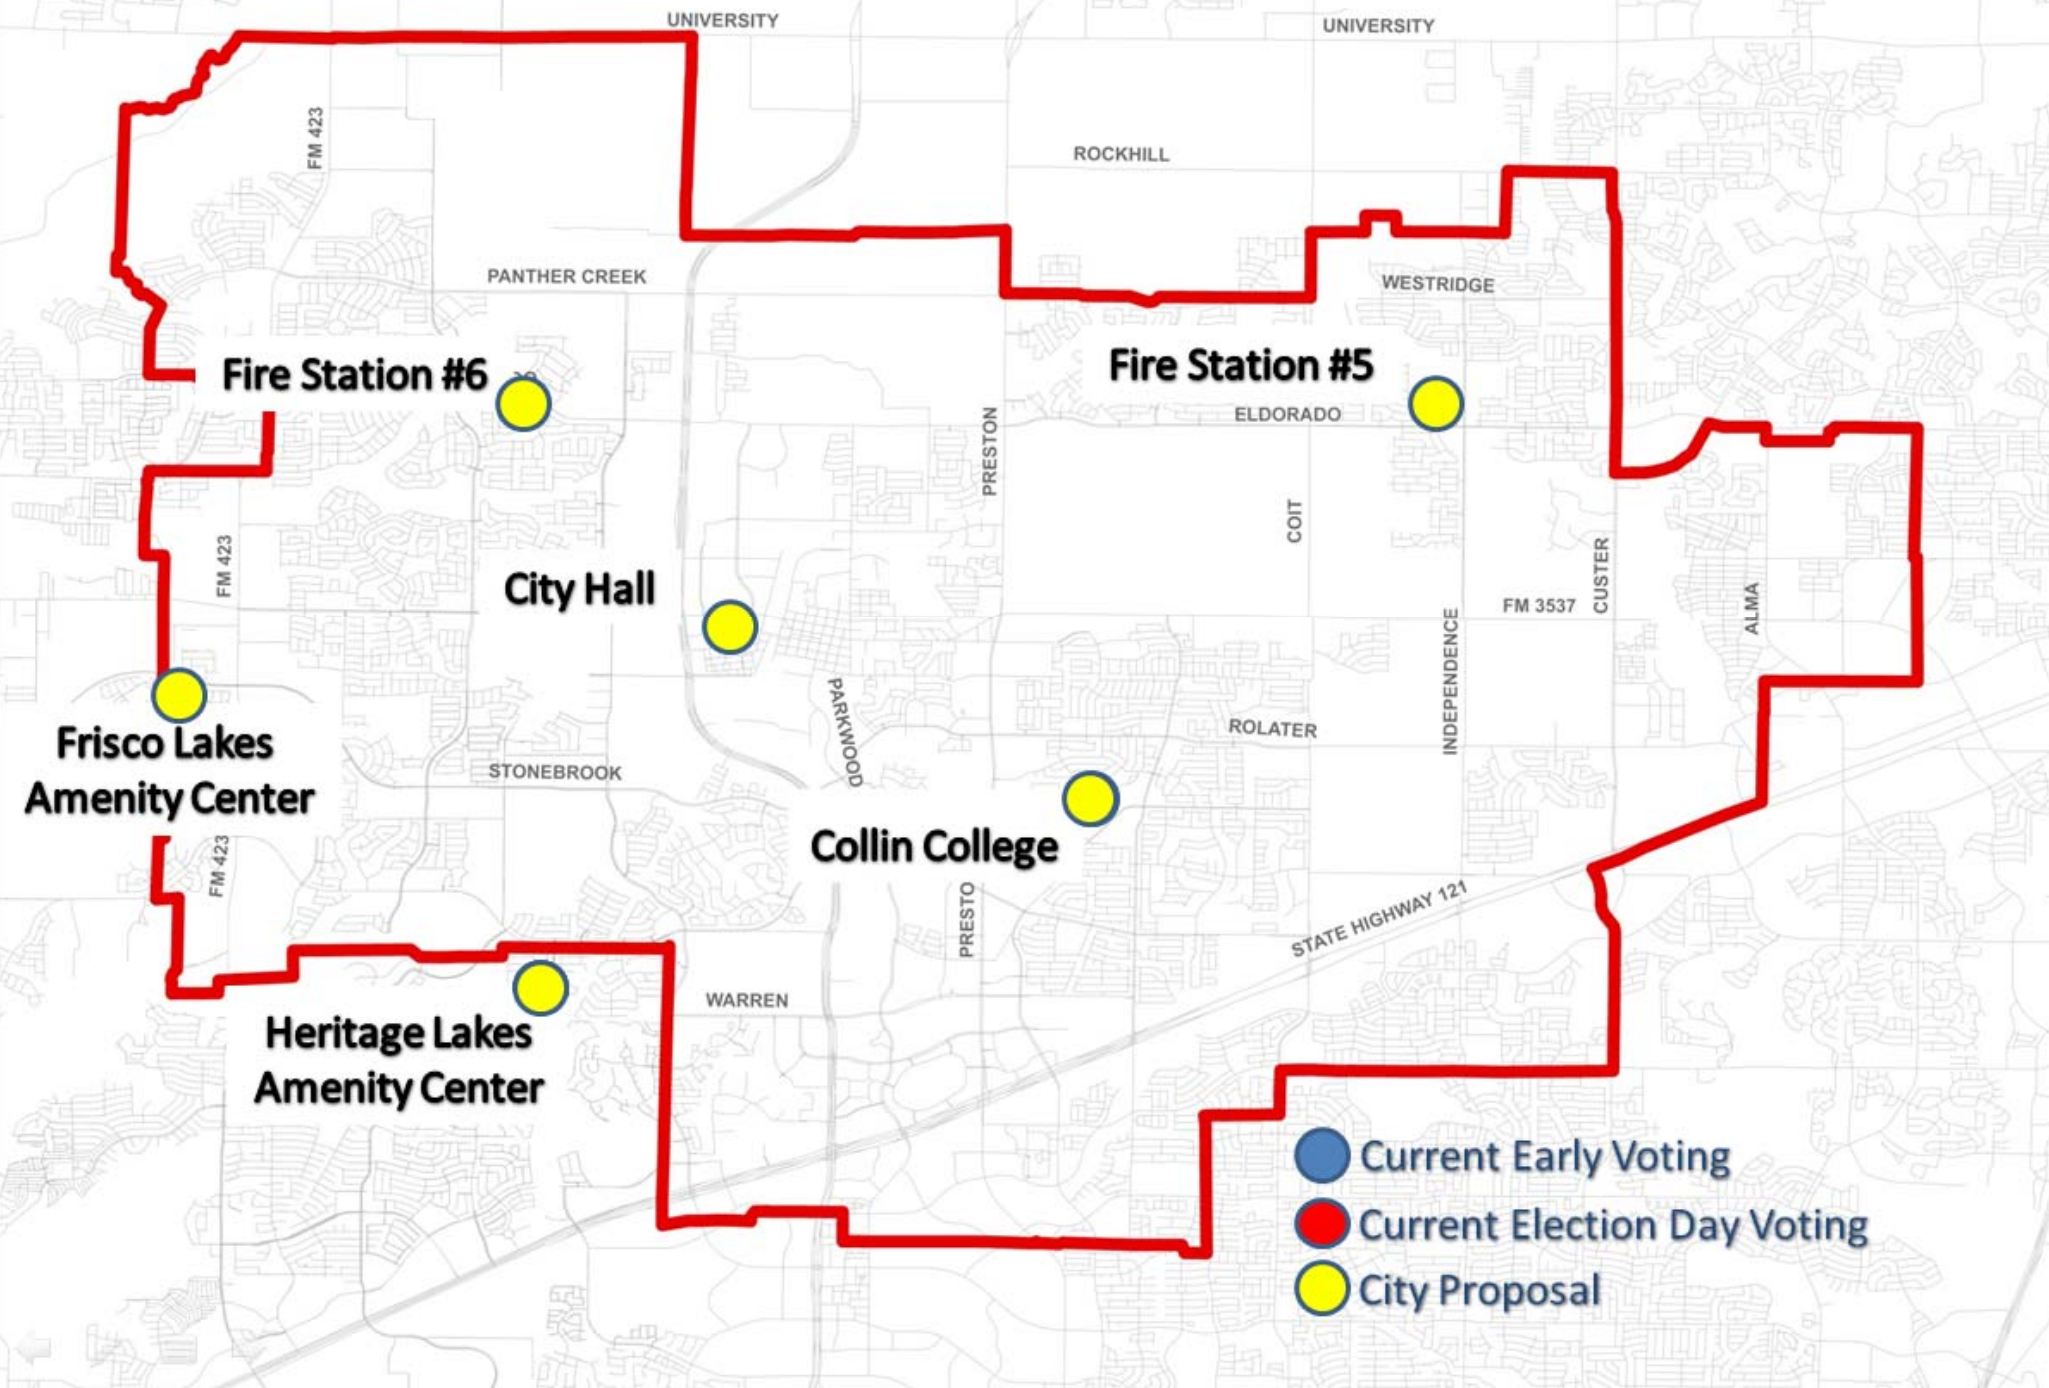 UNIVERSITY
UNIVERSITY
FM 423
ROCKHILL
PANTHER CREEK
WESTRIDGE
Fire Station #6
Fire Station #5
ELDORADO
PRESTON
COIT
FM 423
City Hall
CUSTER
FM 3537
ALMA
INDEPENDENCE
Frisco Lakes
Amenity Center
PARKWOOD
ROLATER
STONEBROOK
Collin College
FM 423
PRESTO
STATE HIGHWAY 121
WARREN
Heritage Lakes
Amenity Center
Current Early Voting
Current Election Day Voting
City Proposal